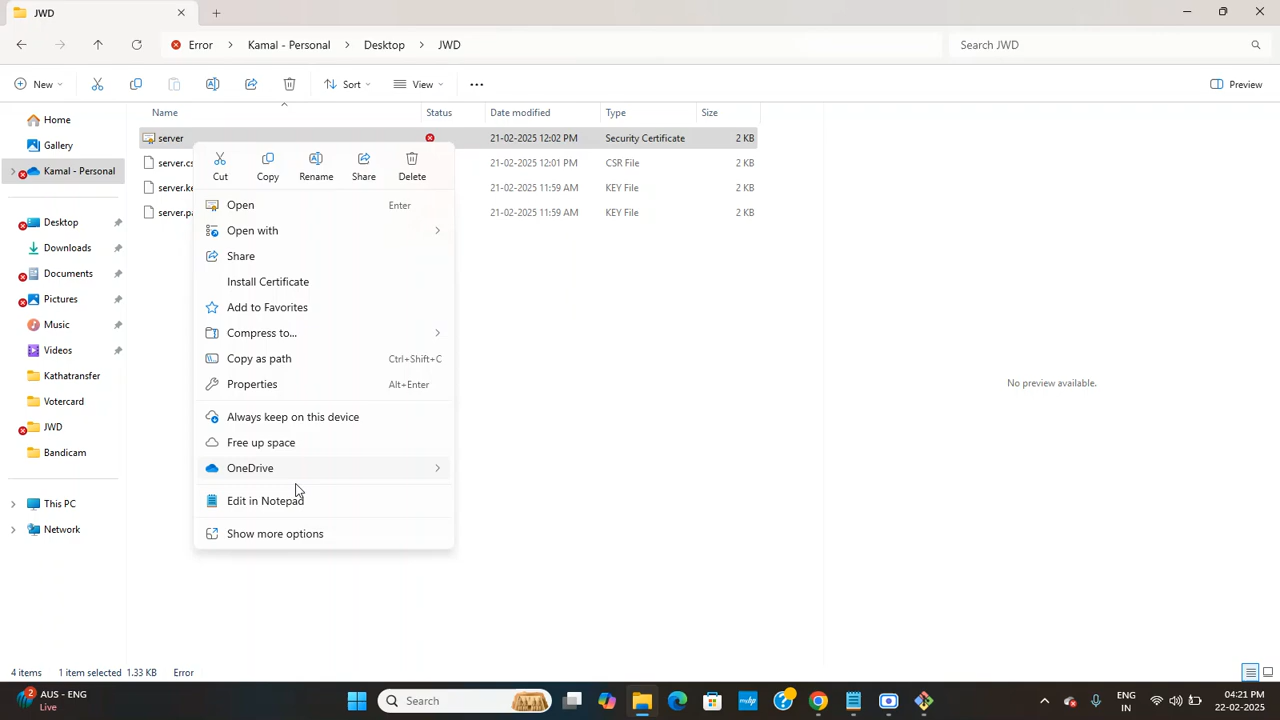 JWD
Error > Kamal - Personal > Desktop > JWD
Search JWD
New
Sort
View
Preview
Name
Status
Date modified
Type
Size
Home
Gallery
Kamal - Personal
Desktop
Downloads
Documents
Pictures
Music
Videos
Kathatransfer
Votercard
JWD
Bandicam
This PC
Network
server 21-02-2025 12:02 PM Security Certificate 2 KB
server.cs 21-02-2025 12:01 PM CSR File 2 KB
server.ke 21-02-2025 11:59 AM KEY File 2 KB
server.pa 21-02-2025 11:59 AM KEY File 2 KB
Cut
Copy
Rename
Share
Delete
Open Enter
Open with
Share
Install Certificate
Add to Favorites
Compress to...
Copy as path Ctrl+Shift+C
Properties Alt+Enter
Always keep on this device
Free up space
OneDrive
Edit in Notepad
Show more options
No preview available.
4 items 1 item selected 1.33 KB Error
2
AUS - ENG
Live
Search
ENG
IN
04:21 PM
22-02-2025